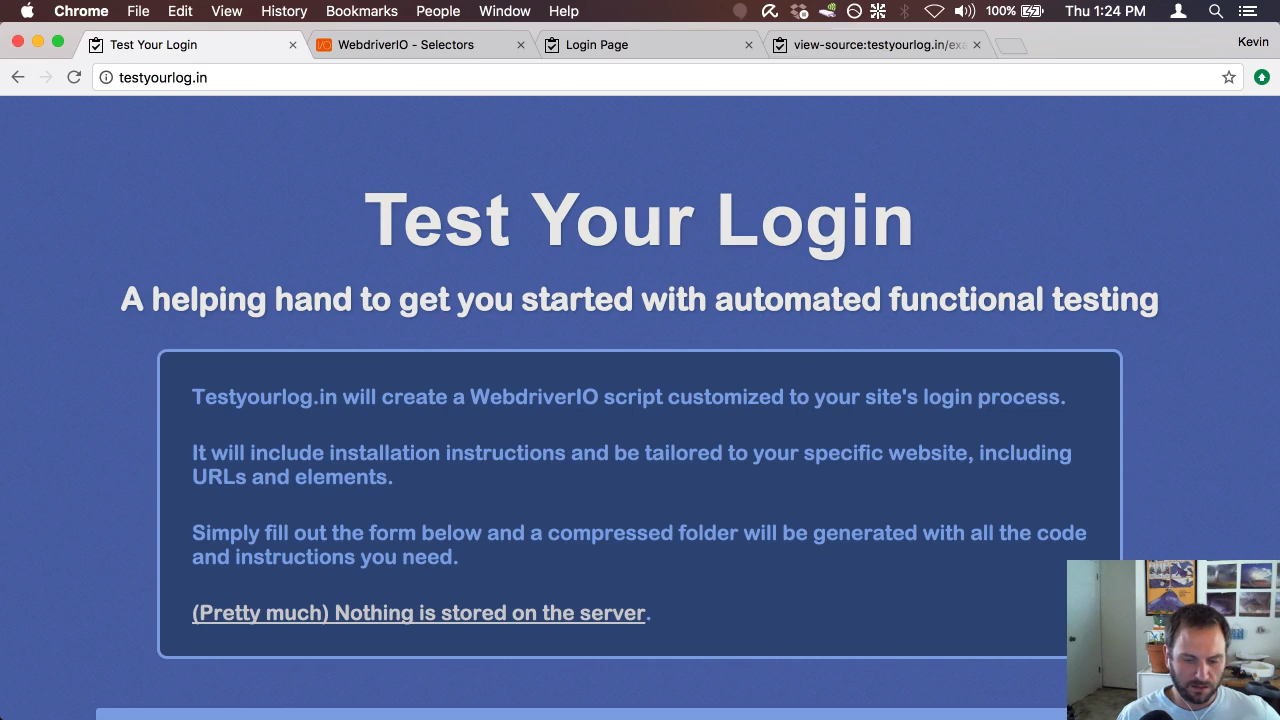 Chrome File Edit View History Bookmarks People Window Help 100% Thu 1:24 PM
Test Your Login WebdriverIO - Selectors Login Page view-source:testyourlog.in/exa Kevin
testyourlog.in
Test Your Login
A helping hand to get you started with automated functional testing
Testyourlog.in will create a WebdriverIO script customized to your site's login process.
It will include installation instructions and be tailored to your specific website, including
URLs and elements.
Simply fill out the form below and a compressed folder will be generated with all the code
and instructions you need.
(Pretty much) Nothing is stored on the server.